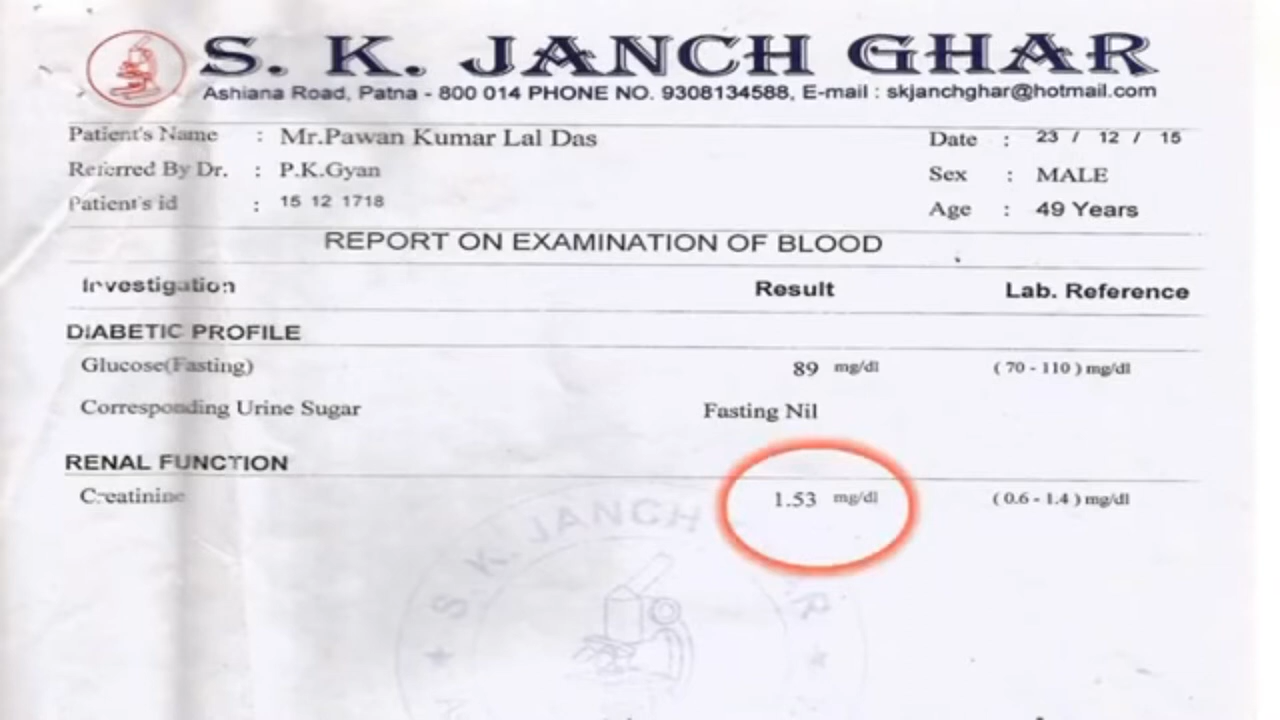 S. K. JANCH GHAR
Ashiana Road, Patna - 800 014 PHONE NO. 9308134588, E-mail : skjanchghar@hotmail.com
Patient's Name : Mr.Pawan Kumar Lal Das Date : 23 / 12 / 15
Referred By Dr. : P.K.Gyan Sex : MALE
Patient's id : 15 12 1718 Age : 49 Years
REPORT ON EXAMINATION OF BLOOD
Investigation Result Lab. Reference
DIABETIC PROFILE
Glucose(Fasting) 89 mg/dl ( 70 - 110 ) mg/dl
Corresponding Urine Sugar Fasting Nil
RENAL FUNCTION
Creatinine 1.53 mg/dl ( 0.6 - 1.4 ) mg/dl
S. K. JANCH